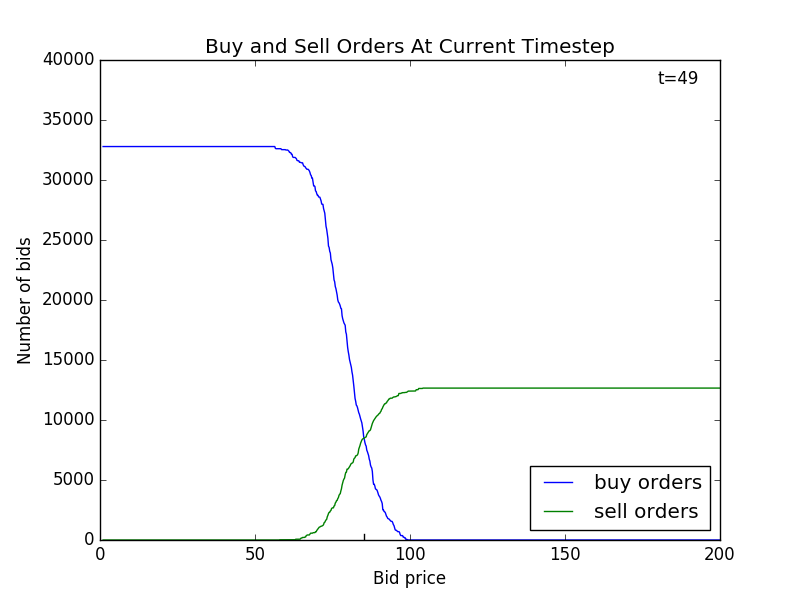 Buy and Sell Orders At Current Timestep
t=49
40000
35000
30000
25000
20000
15000
10000
5000
0
Number of bids
buy orders
sell orders
0 50 100 150 200
Bid price